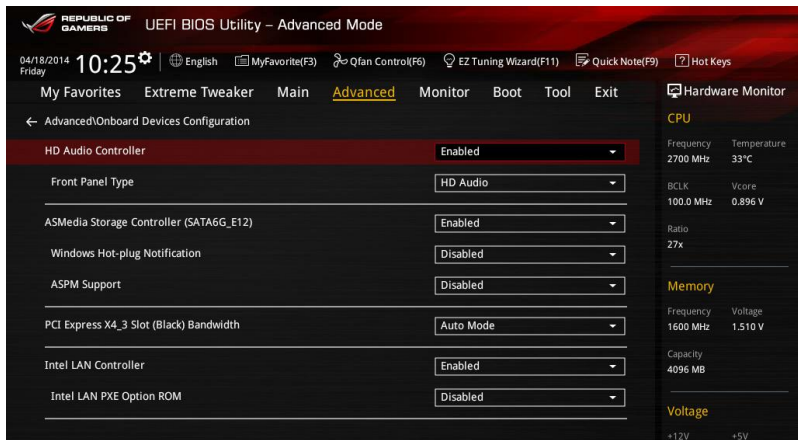 REPUBLIC OF
GAMERS
UEFI BIOS Utility – Advanced Mode
04/18/2014
Friday
10:25
English
MyFavorite(F3)
Qfan Control(F6)
EZ Tuning Wizard(F11)
Quick Note(F9)
? Hot Keys
My Favorites Extreme Tweaker Main Advanced Monitor Boot Tool Exit
← Advanced\Onboard Devices Configuration
HD Audio Controller Enabled
Front Panel Type HD Audio
ASMedia Storage Controller (SATA6G_E12) Enabled
Windows Hot-plug Notification Disabled
ASPM Support Disabled
PCI Express X4_3 Slot (Black) Bandwidth Auto Mode
Intel LAN Controller Enabled
Intel LAN PXE Option ROM Disabled
Hardware Monitor
CPU
Frequency Temperature
2700 MHz 33°C
BCLK Vcore
100.0 MHz 0.896 V
Ratio
27x
Memory
Frequency Voltage
1600 MHz 1.510 V
Capacity
4096 MB
Voltage
+12V +5V